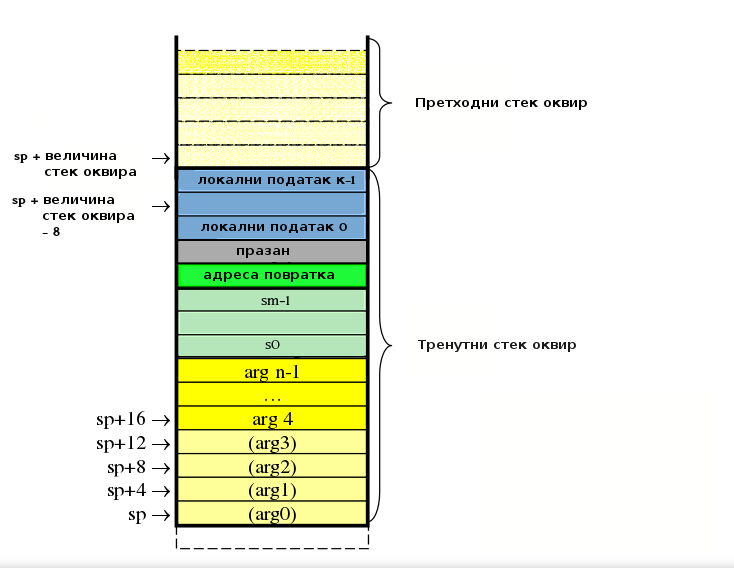 Претходни стек оквир
sp + величина
стек оквира
локални податак к-1
sp + величина
стек оквира
- 8
локални податак 0
празан
адреса повратка
sm-1
s0
Тренутни стек оквир
arg n-1
...
sp+16 → arg 4
sp+12 → (arg3)
sp+8 → (arg2)
sp+4 → (arg1)
sp → (arg0)